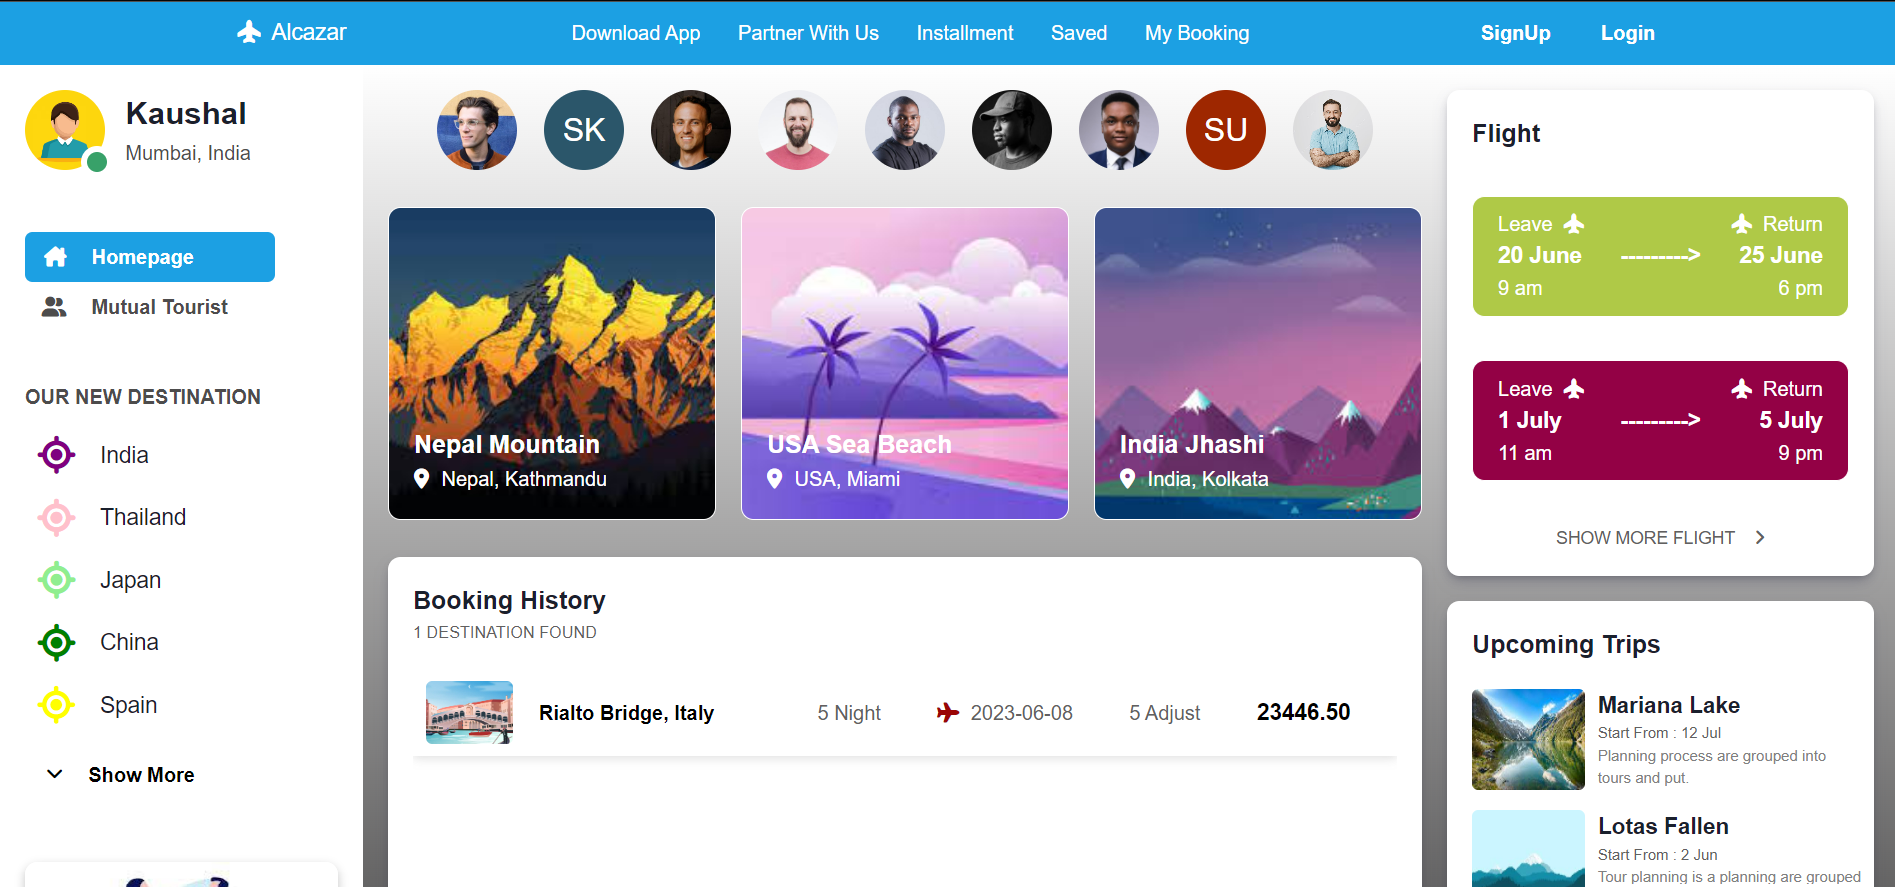 Alcazar
Download App
Partner With Us
Installment
Saved
My Booking
SignUp
Login
Kaushal
Mumbai, India
Homepage
Mutual Tourist
OUR NEW DESTINATION
India
Thailand
Japan
China
Spain
Show More
SK
SU
Nepal Mountain
Nepal, Kathmandu
USA Sea Beach
USA, Miami
India Jhashi
India, Kolkata
Booking History
1 DESTINATION FOUND
Rialto Bridge, Italy
5 Night
2023-06-08
5 Adjust
23446.50
Flight
Leave
Return
20 June
--------->
25 June
9 am
6 pm
Leave
Return
1 July
--------->
5 July
11 am
9 pm
SHOW MORE FLIGHT
Upcoming Trips
Mariana Lake
Start From : 12 Jul
Planning process are grouped into
tours and put.
Lotas Fallen
Start From : 2 Jun
Tour planning is a planning are grouped